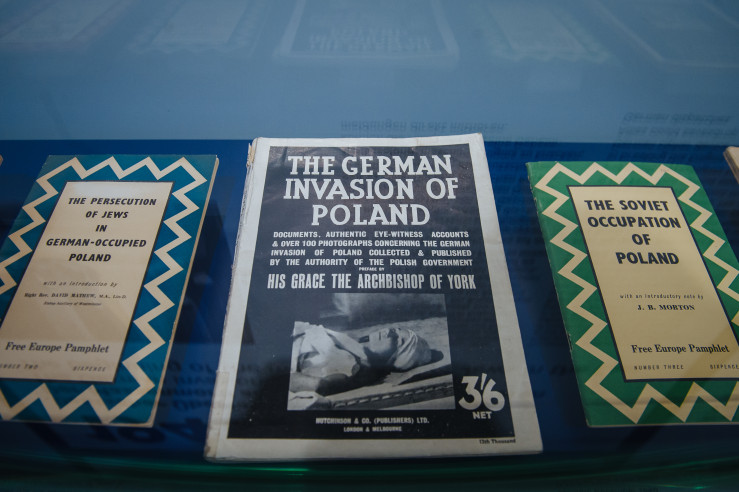 THE PERSECUTION
OF JEWS
IN
GERMAN-OCCUPIED
POLAND
with an introduction by
Right Rev. DAVID MATHEW, M.A., Litt.D.
Free Europe Pamphlet
NUMBER TWO SIXPENCE
THE GERMAN
INVASION OF
POLAND
DOCUMENTS, AUTHENTIC EYE-WITNESS ACCOUNTS
& OVER 100 PHOTOGRAPHS CONCERNING THE GERMAN
INVASION OF POLAND COLLECTED & PUBLISHED
BY THE AUTHORITY OF THE POLISH GOVERNMENT
PREFACE BY
HIS GRACE THE ARCHBISHOP OF YORK
3'6
NET
HUTCHINSON & CO. (PUBLISHERS) LTD.
LONDON & MELBOURNE
THE SOVIET
OCCUPATION
OF
POLAND
with an introductory note by
J. B. MORTON
Free Europe Pamphlet
NUMBER THREE SIXPENCE